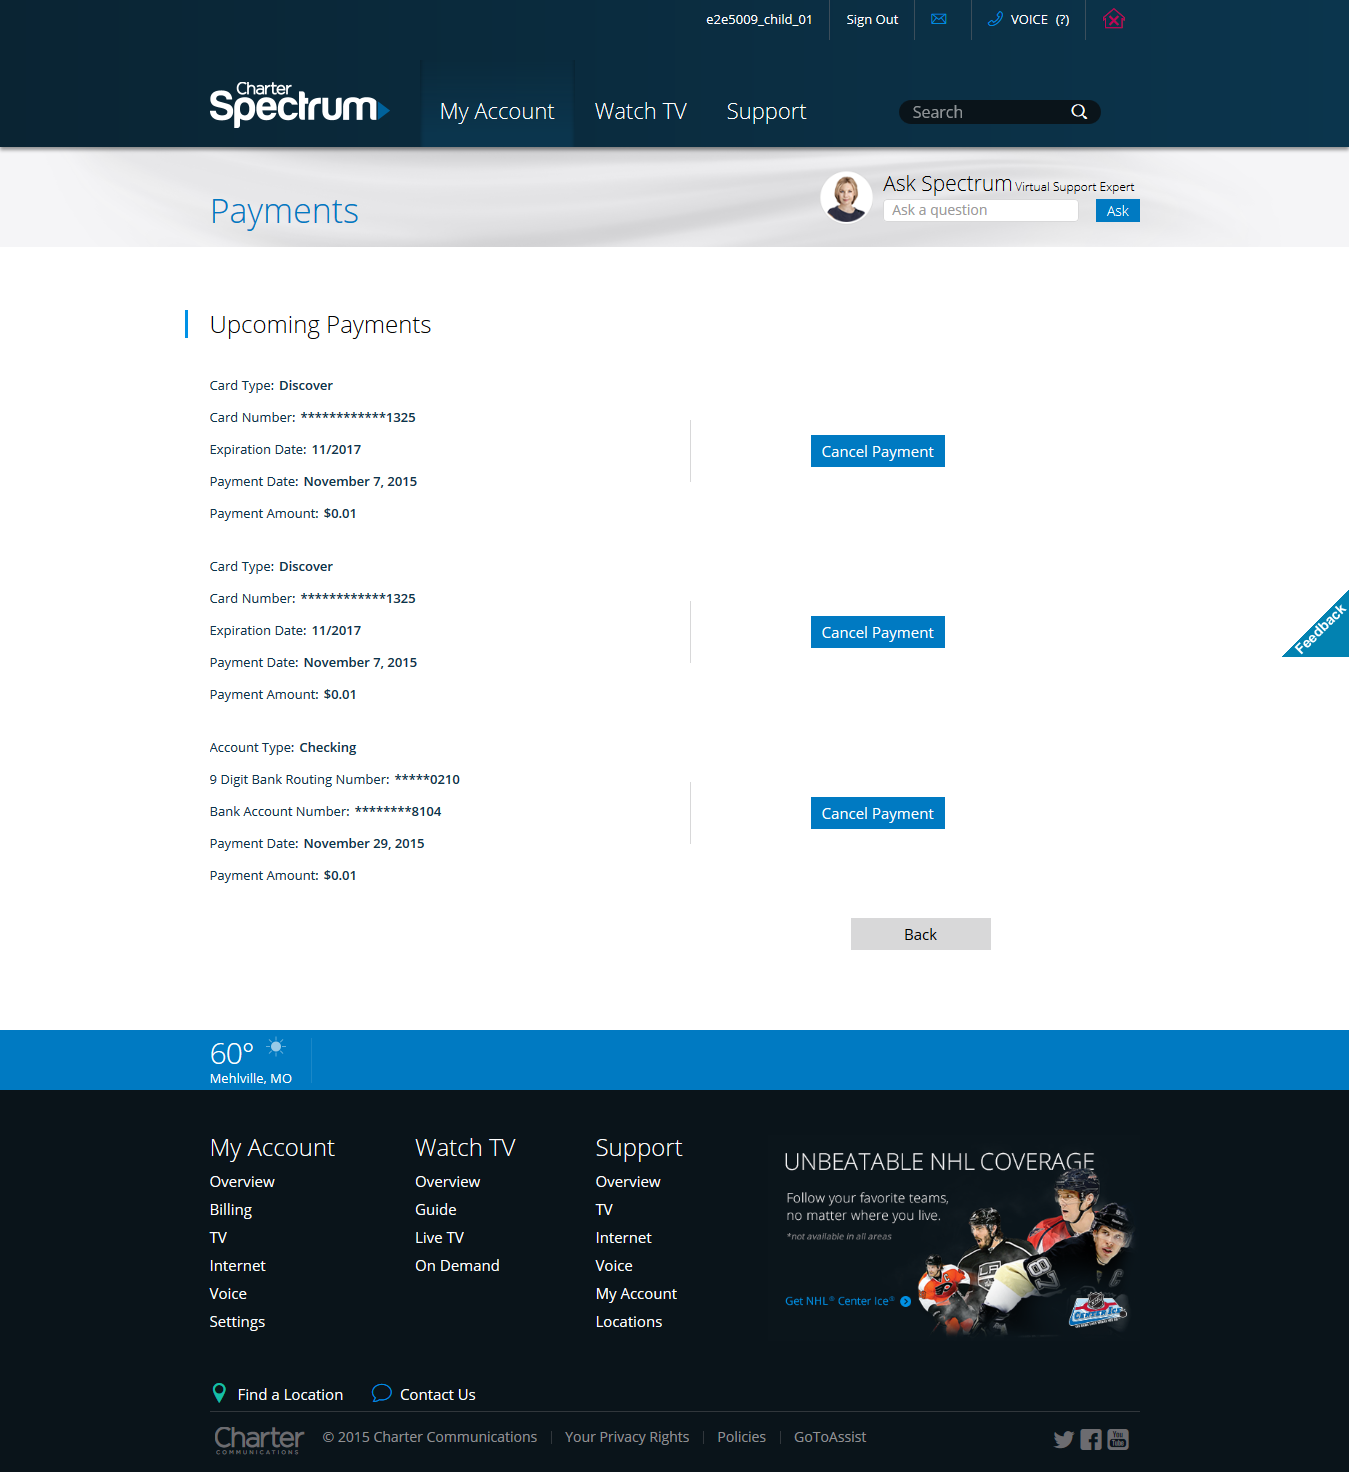 e2e5009_child_01
Sign Out
VOICE (?)
Charter
Spectrum
My Account
Watch TV
Support
Search
Payments
Ask Spectrum Virtual Support Expert
Ask a question
Ask
Upcoming Payments
Card Type: Discover
Card Number: ************1325
Expiration Date: 11/2017
Payment Date: November 7, 2015
Payment Amount: $0.01
Cancel Payment
Card Type: Discover
Card Number: ************1325
Expiration Date: 11/2017
Payment Date: November 7, 2015
Payment Amount: $0.01
Cancel Payment
Feedback
Account Type: Checking
9 Digit Bank Routing Number: *****0210
Bank Account Number: ********8104
Payment Date: November 29, 2015
Payment Amount: $0.01
Cancel Payment
Back
60°
Mehlville, MO
My Account
Overview
Billing
TV
Internet
Voice
Settings
Watch TV
Overview
Guide
Live TV
On Demand
Support
Overview
TV
Internet
Voice
My Account
Locations
UNBEATABLE NHL COVERAGE
Follow your favorite teams,
no matter where you live.
*not available in all areas
Get NHL® Center Ice®
87
Center Ice
Find a Location
Contact Us
Charter
COMMUNICATIONS
© 2015 Charter Communications
Your Privacy Rights
Policies
GoToAssist
You
Tube